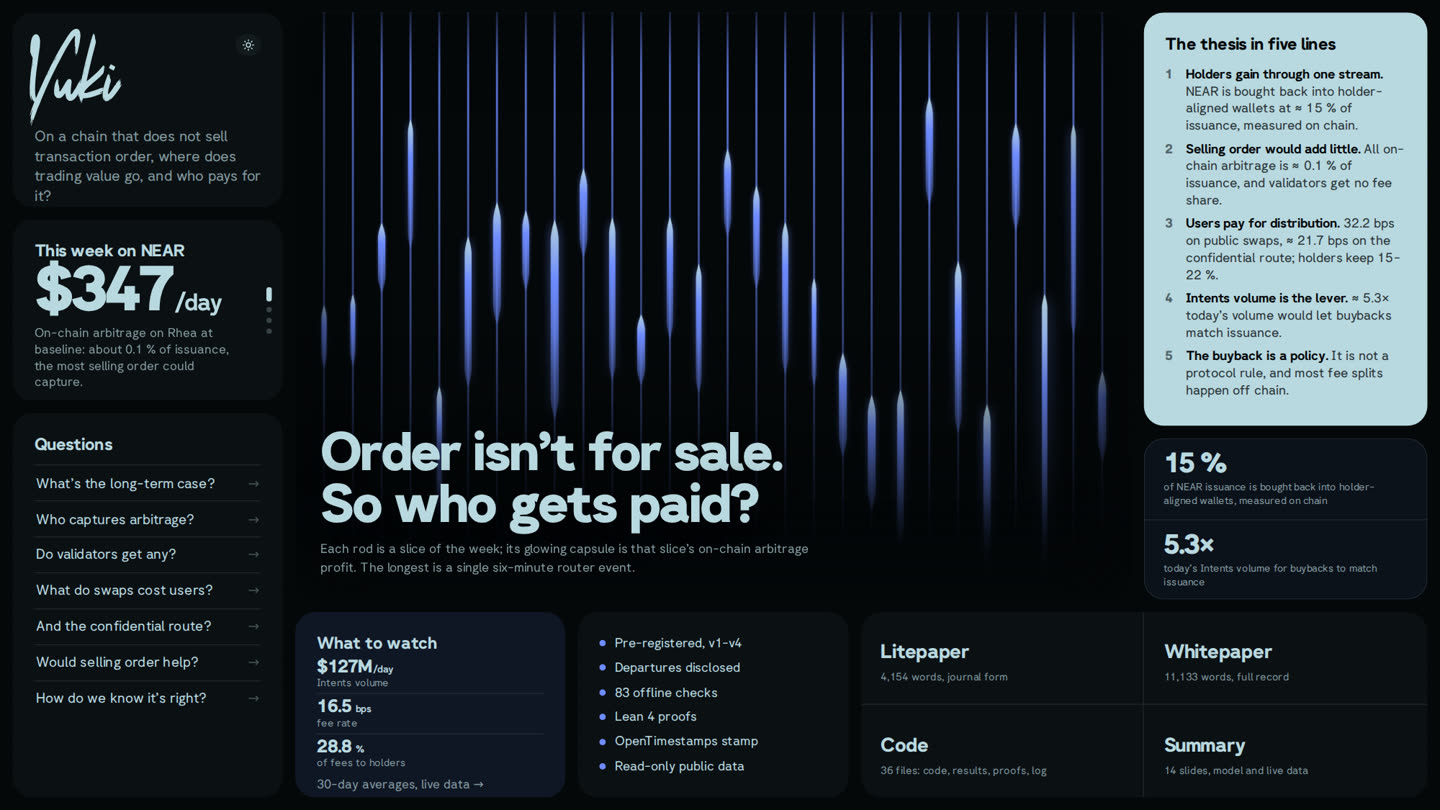 Yuki
On a chain that does not sell
transaction order, where does
trading value go, and who pays for
it?
This week on NEAR
$347/day
On-chain arbitrage on Rhea at
baseline: about 0.1 % of issuance,
the most selling order could
capture.
Questions
What's the long-term case? →
Who captures arbitrage? →
Do validators get any? →
What do swaps cost users? →
And the confidential route? →
Would selling order help? →
How do we know it's right? →
Order isn't for sale.
So who gets paid?
Each rod is a slice of the week; its glowing capsule is that slice's on-chain arbitrage
profit. The longest is a single six-minute router event.
What to watch
$127M/day
Intents volume
16.5 bps
fee rate
28.8 %
of fees to holders
30-day averages, live data →
Pre-registered, v1-v4
Departures disclosed
83 offline checks
Lean 4 proofs
OpenTimestamps stamp
Read-only public data
The thesis in five lines
1 Holders gain through one stream.
NEAR is bought back into holder-
aligned wallets at ≈ 15 % of
issuance, measured on chain.
2 Selling order would add little. All on-
chain arbitrage is ≈ 0.1 % of
issuance, and validators get no fee
share.
3 Users pay for distribution. 32.2 bps
on public swaps, ≈ 21.7 bps on the
confidential route; holders keep 15–
22 %.
4 Intents volume is the lever. ≈ 5.3×
today's volume would let buybacks
match issuance.
5 The buyback is a policy. It is not a
protocol rule, and most fee splits
happen off chain.
15 %
of NEAR issuance is bought back into holder-
aligned wallets, measured on chain
5.3×
today's Intents volume for buybacks to match
issuance
Litepaper
4,154 words, journal form
Whitepaper
11,133 words, full record
Code
36 files: code, results, proofs, log
Summary
14 slides, model and live data